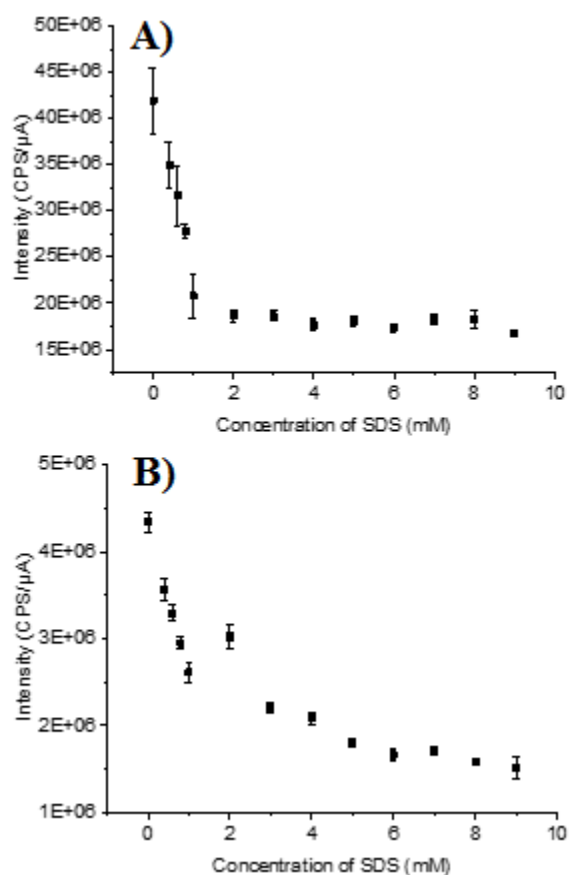 A)
50E+06
45E+06
35E+06
30E+06
25E+06
20E+06
15E+06
Intensity (CPS/µA)
0 2 4 6 8 10
Concentration of SDS (mM)
B)
5E+06
4E+06
3E+06
2E+06
1E+06
Intensity (CPS/µA)
0 2 4 6 8 10
Concentration of SDS (mM)